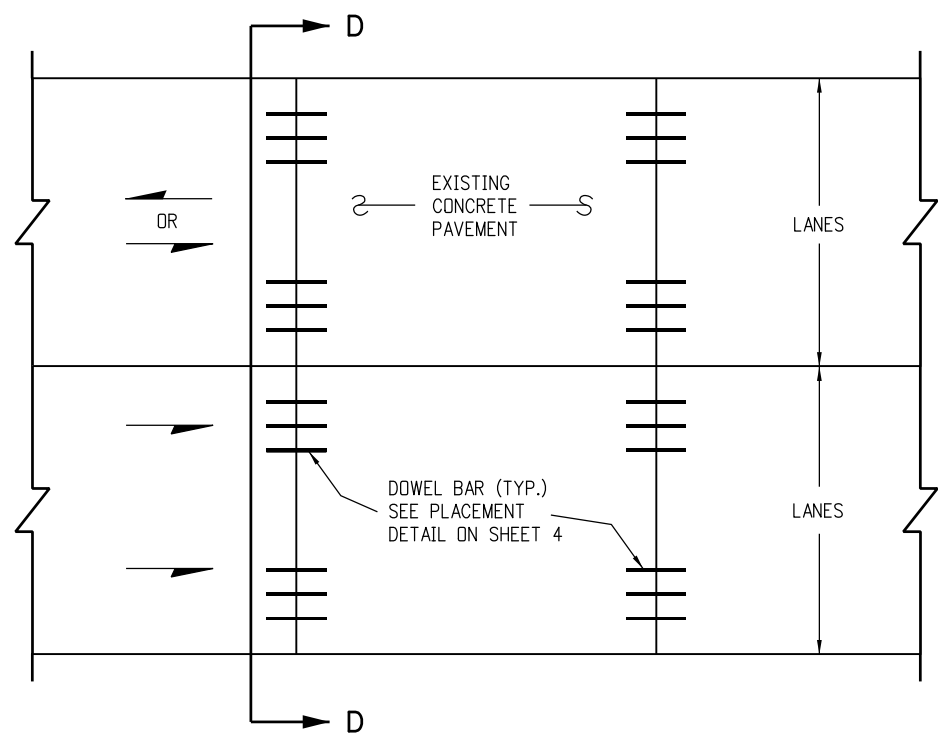 D
EXISTING
CONCRETE
PAVEMENT
OR
LANES
DOWEL BAR (TYP.)
SEE PLACEMENT
DETAIL ON SHEET 4
LANES
D